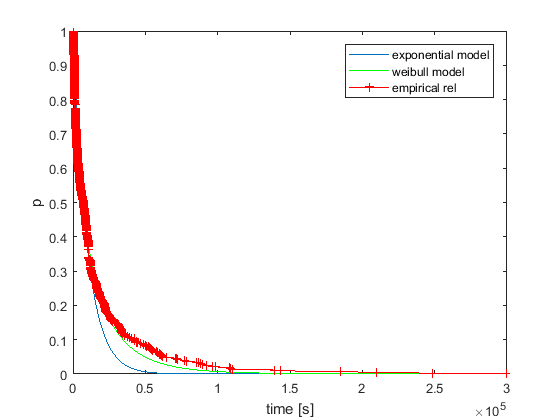 1
0.9
0.8
0.7
0.6
0.5
0.4
0.3
0.2
0.1
0
p
exponential model
weibull model
empirical rel
0 0.5 1 1.5 2 2.5 3
time [s]
×10^5